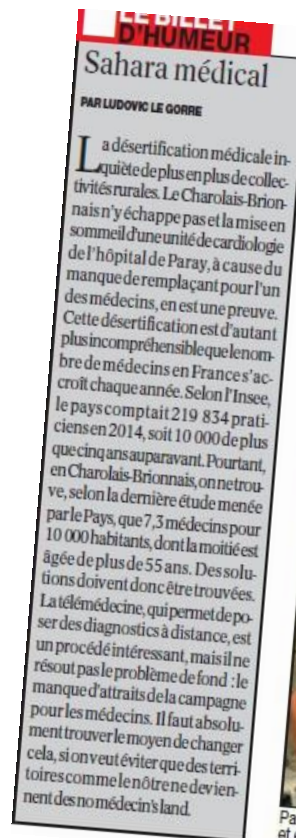 LE BILLET
D'HUMEUR
Sahara médical
PAR LUDOVIC LE GORRE
La désertification médicale in-
quiète de plus en plus de collec-
tivités rurales. Le Charolais-Brion-
nais n'y échappe pas et la mise en
sommeil d'une unité de cardiologie
de l'hôpital de Paray, à cause du
manque de remplaçant pour l'un
des médecins, en est une preuve.
Cette désertification est d'autant
plus incompréhensible que le nom-
bre de médecins en France s'ac-
croît chaque année. Selon l'Insee,
le pays comptait 219 834 prati-
ciens en 2014, soit 10 000 de plus
que cinq ans auparavant. Pourtant,
en Charolais-Brionnais, on ne trou-
ve, selon la dernière étude menée
par le Pays, que 7,3 médecins pour
10 000 habitants, dont la moitié est
âgée de plus de 55 ans. Des solu-
tions doivent donc être trouvées.
La télémédecine, qui permet de po-
ser des diagnostics à distance, est
un procédé intéressant, mais il ne
résout pas le problème de fond : le
manque d'attraits de la campagne
pour les médecins. Il faut absolu-
ment trouver le moyen de changer
cela, si on veut éviter que des terri-
toires comme le nôtre ne devien-
nent des no médecin's land.
Pa